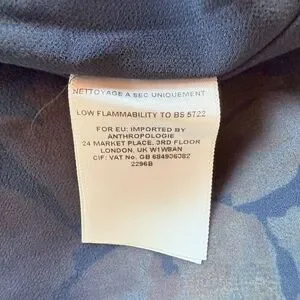 NETTOYAGE A SEC UNIQUEMENT
LOW FLAMMABILITY TO BS 5722
FOR EU: IMPORTED BY
ANTHROPOLOGIE
24 MARKET PLACE, 3RD FLOOR
LONDON, UK W1W8AN
CIF: VAT No. GB 684936082
2296B